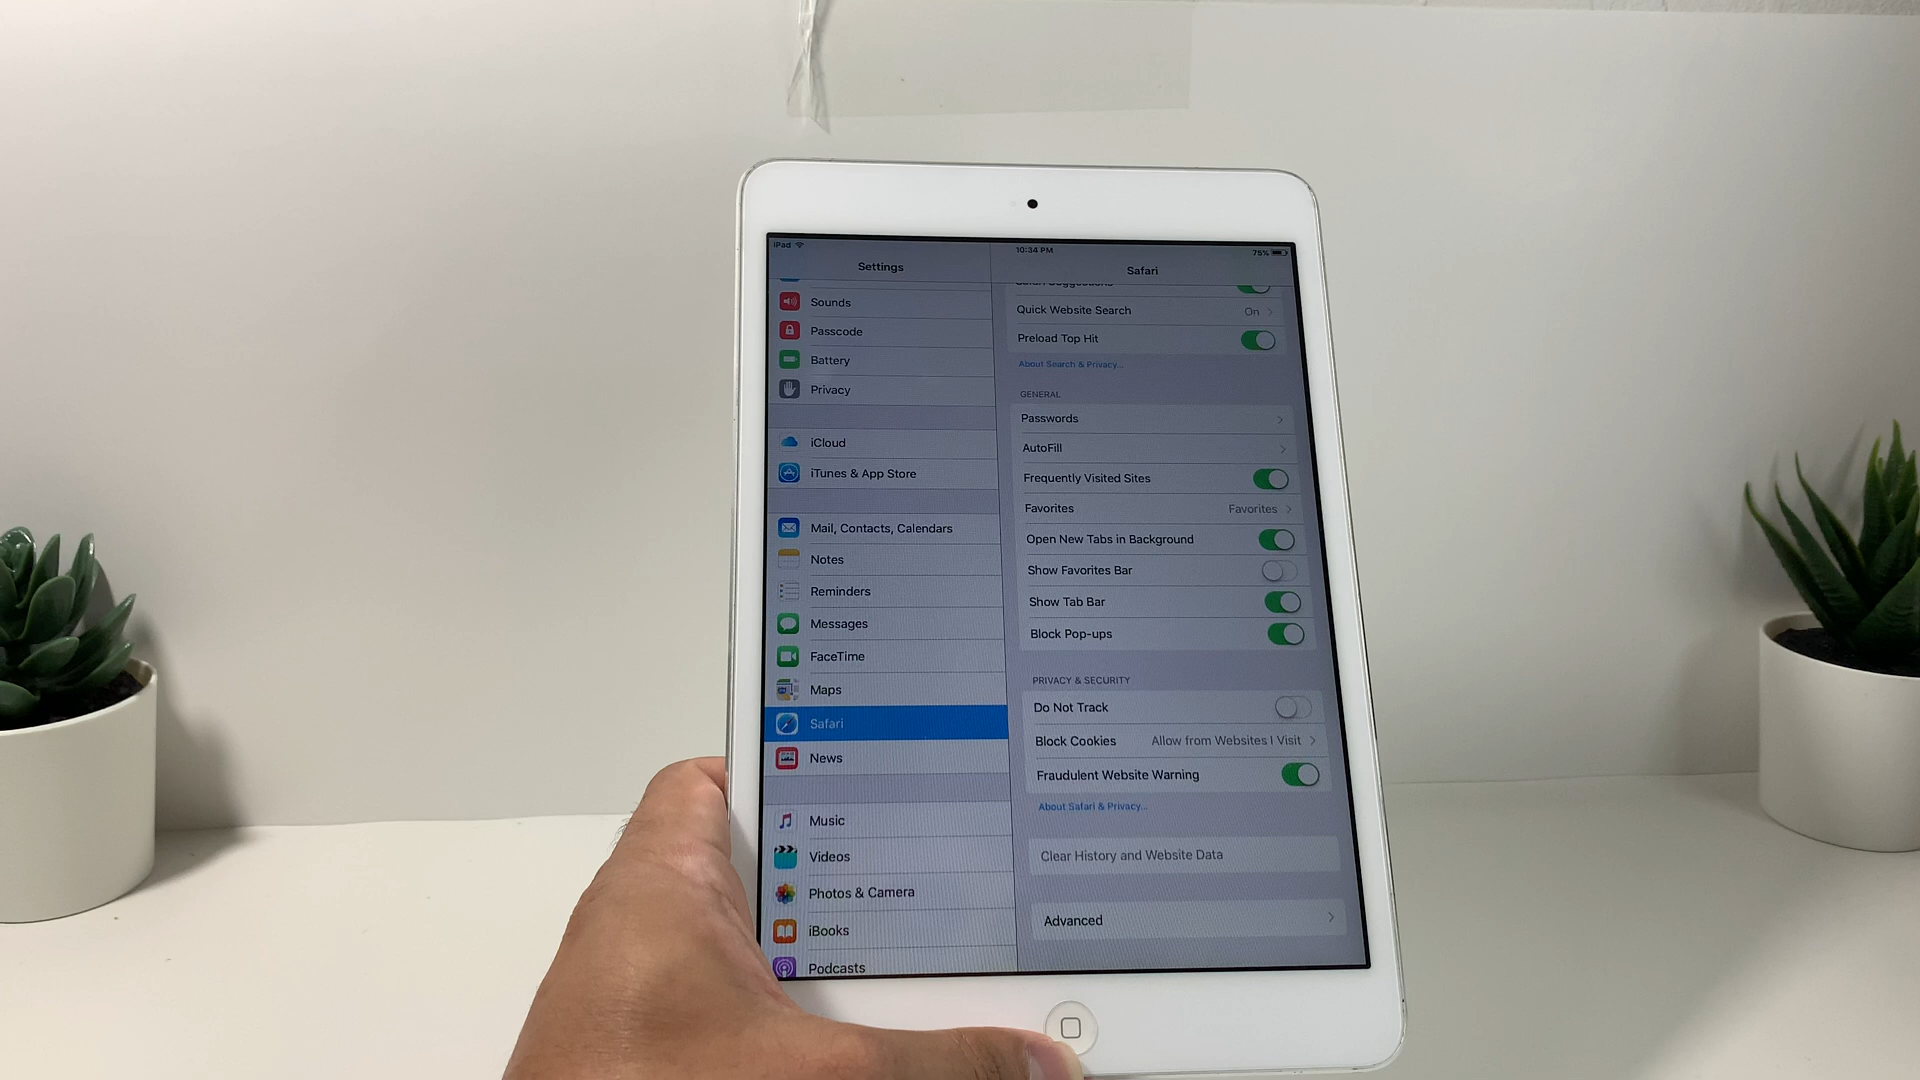 iPad
10:34 PM
75%
Settings
Safari
Sounds
Passcode
Battery
Privacy
iCloud
iTunes & App Store
Mail, Contacts, Calendars
Notes
Reminders
Messages
FaceTime
Maps
Safari
News
Music
Videos
Photos & Camera
iBooks
Podcasts
Safari Suggestions
Quick Website Search On
Preload Top Hit
About Search & Privacy...
GENERAL
Passwords
AutoFill
Frequently Visited Sites
Favorites Favorites
Open New Tabs in Background
Show Favorites Bar
Show Tab Bar
Block Pop-ups
PRIVACY & SECURITY
Do Not Track
Block Cookies Allow from Websites I Visit
Fraudulent Website Warning
About Safari & Privacy...
Clear History and Website Data
Advanced